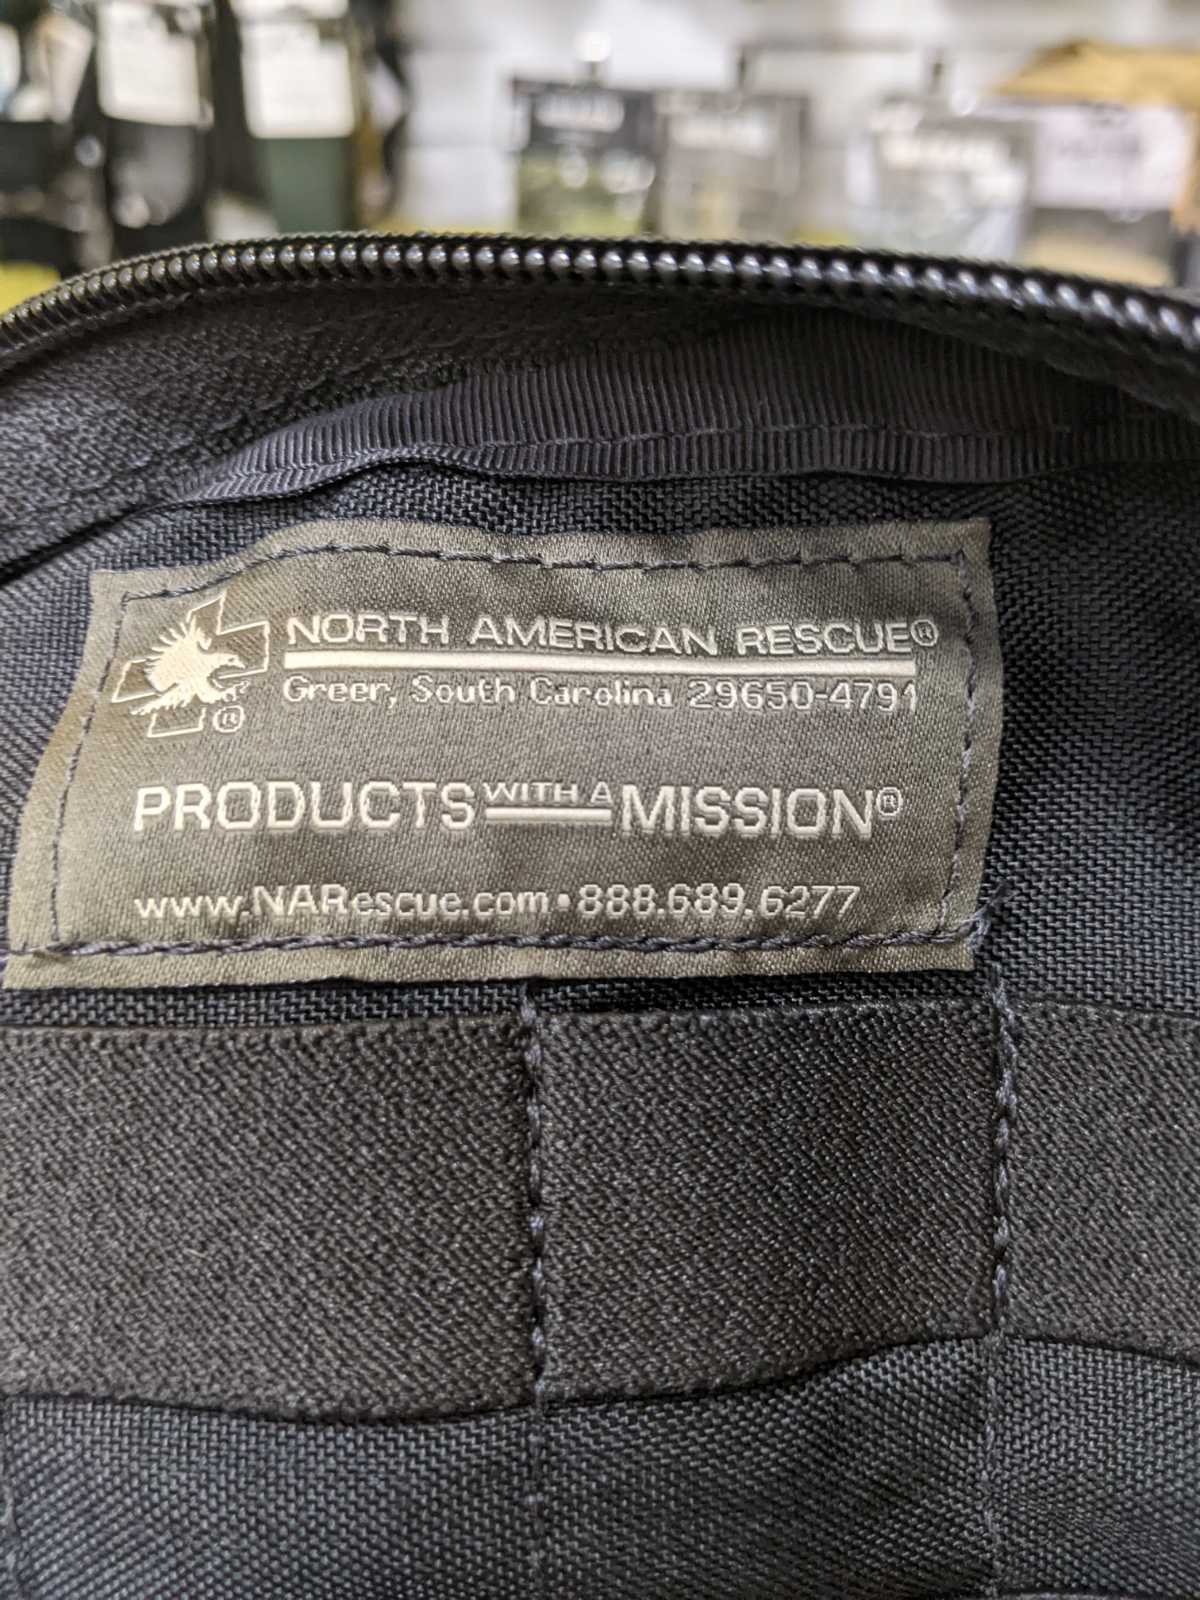 NORTH AMERICAN RESCUE®
Greer, South Carolina 29650-4791
®
PRODUCTS WITH A MISSION®
www.NARescue.com • 888.689.6277